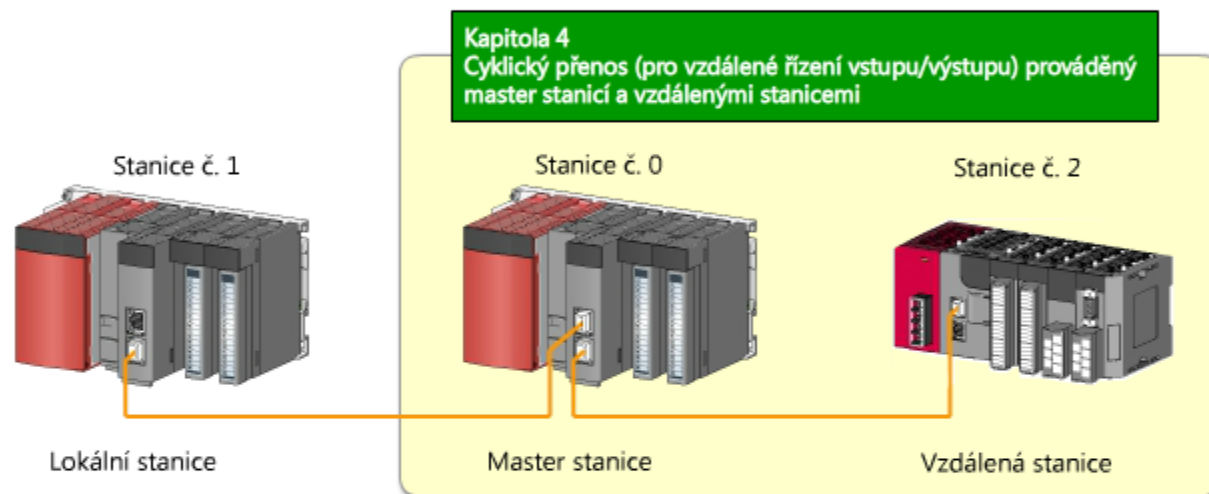 Kapitola 4
Cyklický přenos (pro vzdálené řízení vstupu/výstupu) prováděný
master stanicí a vzdálenými stanicemi
Stanice č. 1
Stanice č. 0
Stanice č. 2
Lokální stanice
Master stanice
Vzdálená stanice